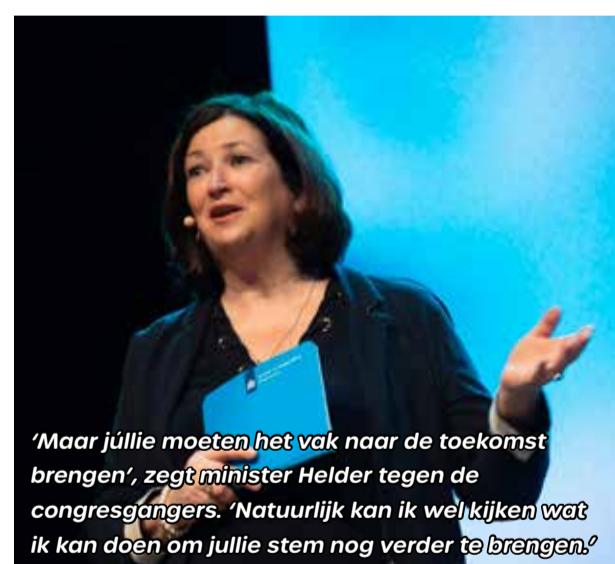 ‘Maar júllie moeten het vak naar de toekomst
brengen’, zegt minister Helder tegen de
congresgangers. ‘Natuurlijk kan ik wel kijken wat
ik kan doen om jullie stem nog verder te brengen.’